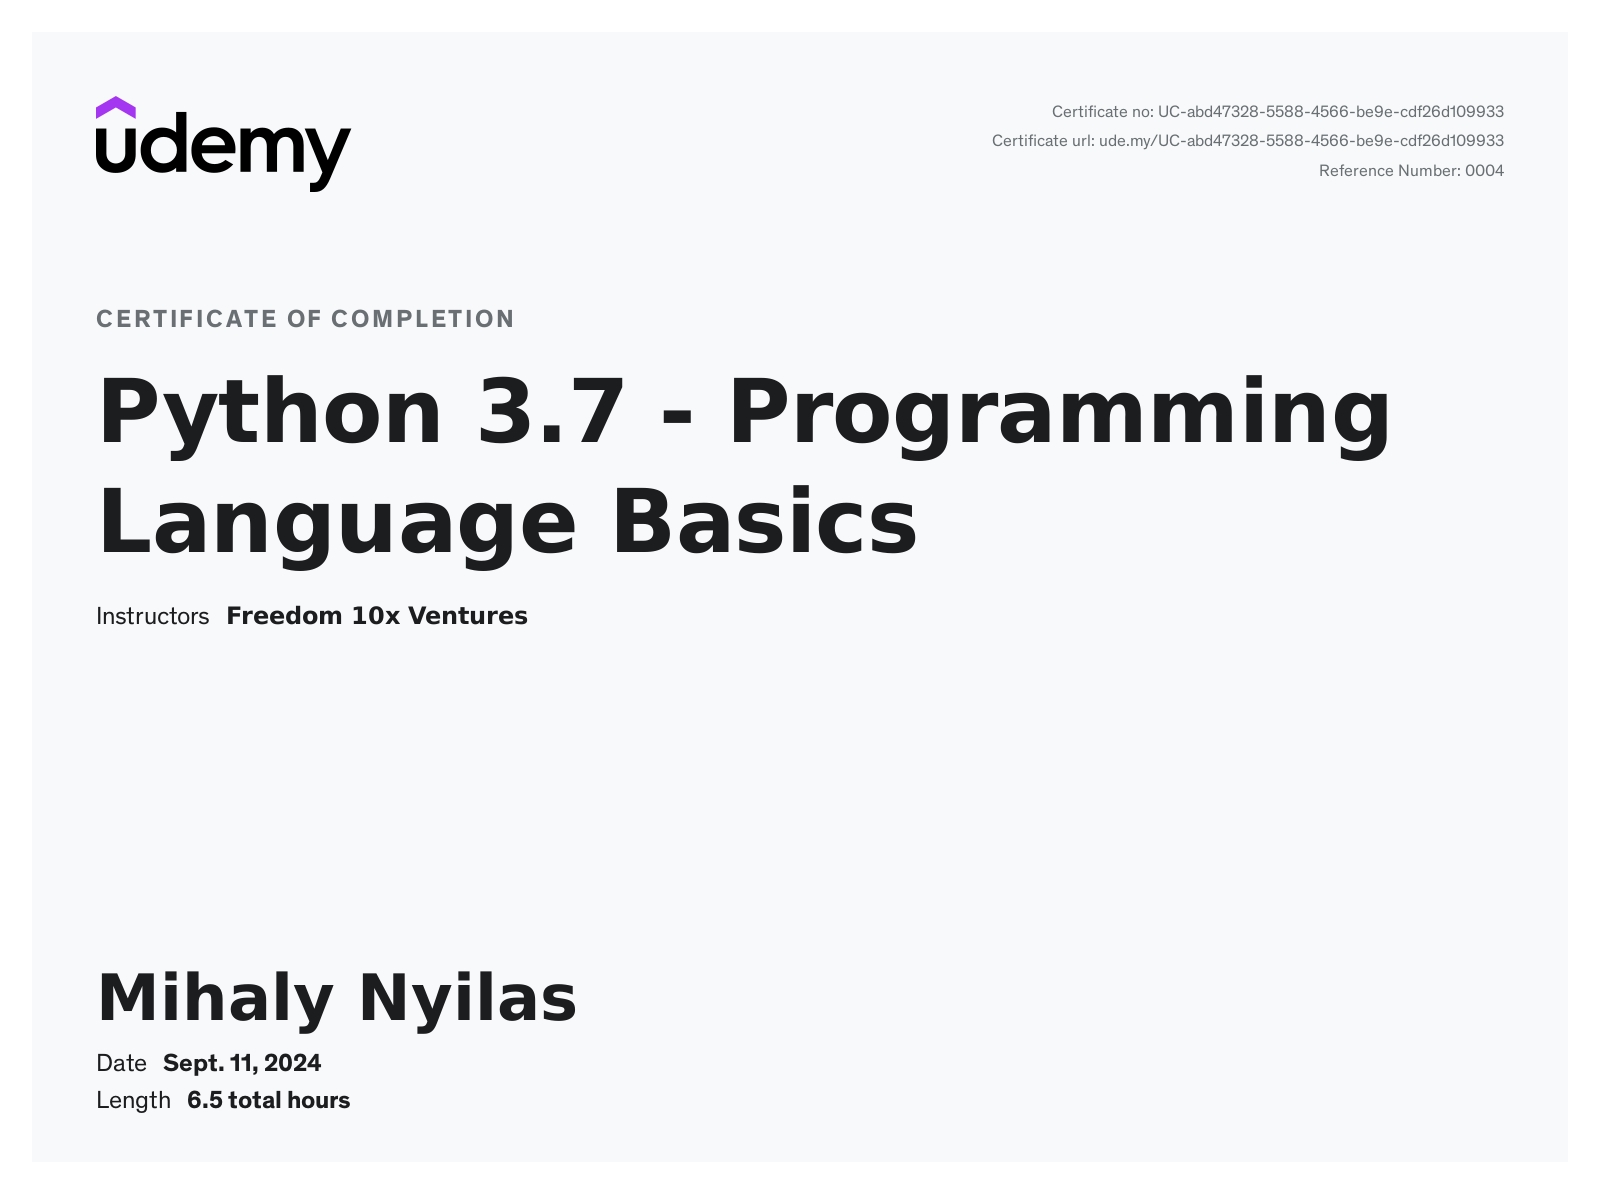 udemy
Certificate no: UC-abd47328-5588-4566-be9e-cdf26d109933
Certificate url: ude.my/UC-abd47328-5588-4566-be9e-cdf26d109933
Reference Number: 0004
CERTIFICATE OF COMPLETION
Python 3.7 - Programming
Language Basics
Instructors Freedom 10x Ventures
Mihaly Nyilas
Date Sept. 11, 2024
Length 6.5 total hours